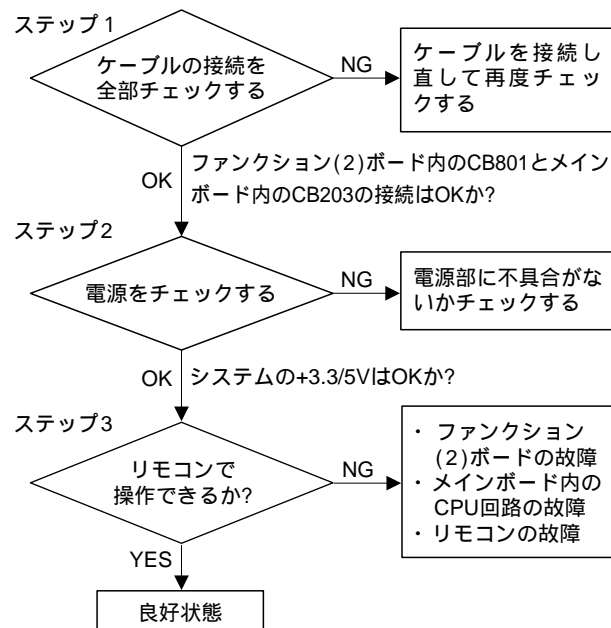 ステップ1
ケーブルの接続を
全部チェックする
NG
ケーブルを接続し
直して再度チェッ
クする
OK
ファンクション(2)ボード内のCB801とメイン
ボード内のCB203の接続はOKか?
ステップ2
電源をチェックする
NG
電源部に不具合がな
いかチェックする
OK
システムの+3.3/5VはOKか?
ステップ3
リモコンで
操作できるか?
NG
・ ファンクション
(2)ボードの故障
・ メインボード内の
CPU回路の故障
・ リモコンの故障
YES
良好状態